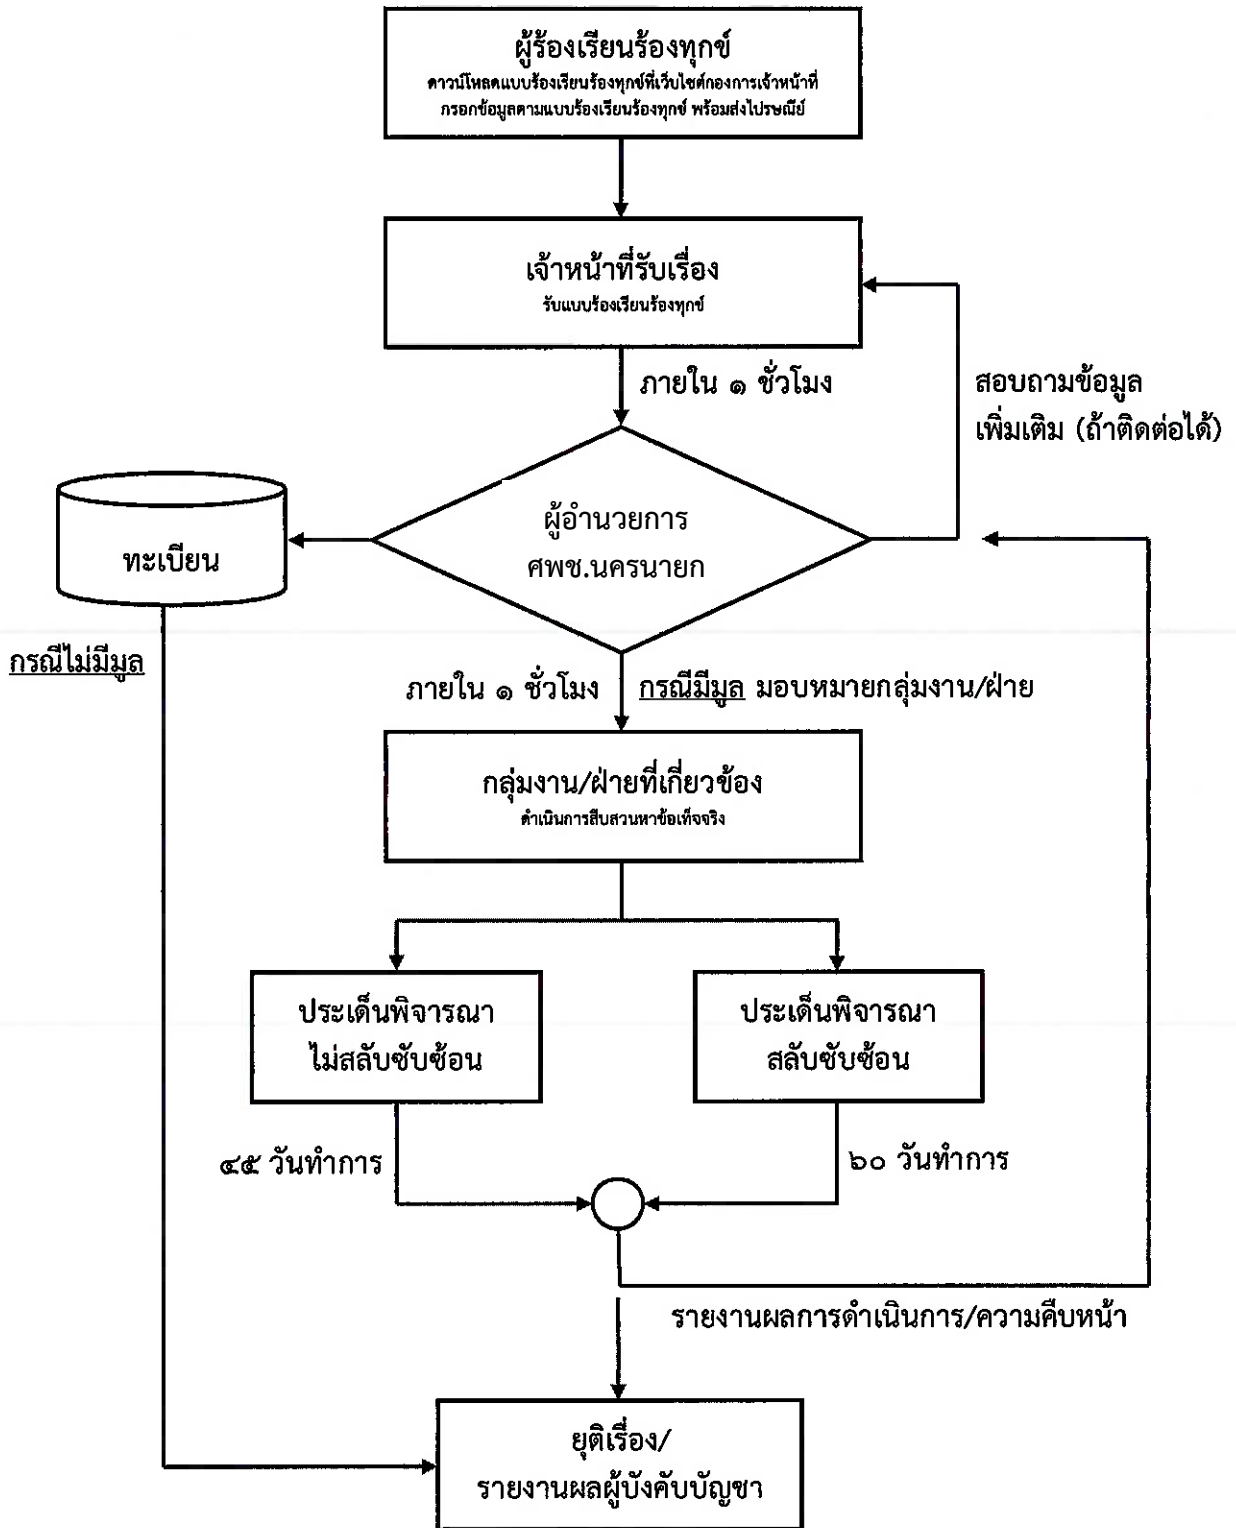 ผู้ร้องเรียนร้องทุกข์
ดาวน์โหลดแบบร้องเรียนร้องทุกข์ที่เว็บไซต์กองการเจ้าหน้าที่
กรอกข้อมูลตามแบบร้องเรียนร้องทุกข์ พร้อมส่งไปรษณีย์
เจ้าหน้าที่รับเรื่อง
รับแบบร้องเรียนร้องทุกข์
ภายใน ๑ ชั่วโมง
สอบถามข้อมูล
เพิ่มเติม (ถ้าติดต่อได้)
ผู้อำนวยการ
ศพช.นครนายก
ทะเบียน
กรณีไม่มีมูล
ภายใน ๑ ชั่วโมง กรณีมีมูล มอบหมายกลุ่มงาน/ฝ่าย
กลุ่มงาน/ฝ่ายที่เกี่ยวข้อง
ดำเนินการสืบสวนหาข้อเท็จจริง
ประเด็นพิจารณา
ไม่สลับซับซ้อน
ประเด็นพิจารณา
สลับซับซ้อน
๔๕ วันทำการ
๖๐ วันทำการ
รายงานผลการดำเนินการ/ความคืบหน้า
ยุติเรื่อง/
รายงานผลผู้บังคับบัญชา